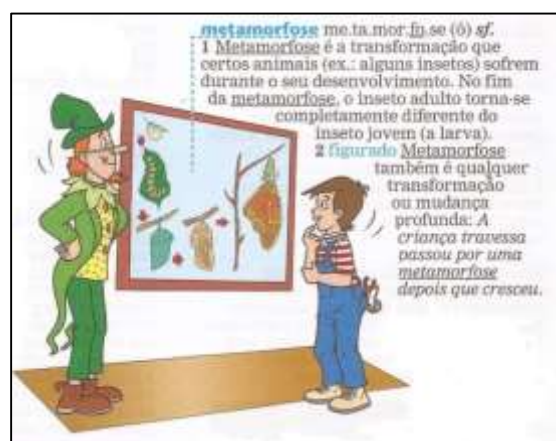 metamorfose me.ta.mor.fo.se (ó) sf.
1 Metamorfose é a transformação que
certos animais (ex.: alguns insetos) sofrem
durante o seu desenvolvimento. No fim
da metamorfose, o inseto adulto torna-se
completamente diferente do
inseto jovem (a larva).
2 figurado Metamorfose
também é qualquer
transformação
ou mudança
profunda: A
criança travessa
passou por uma
metamorfose
depois que cresceu.